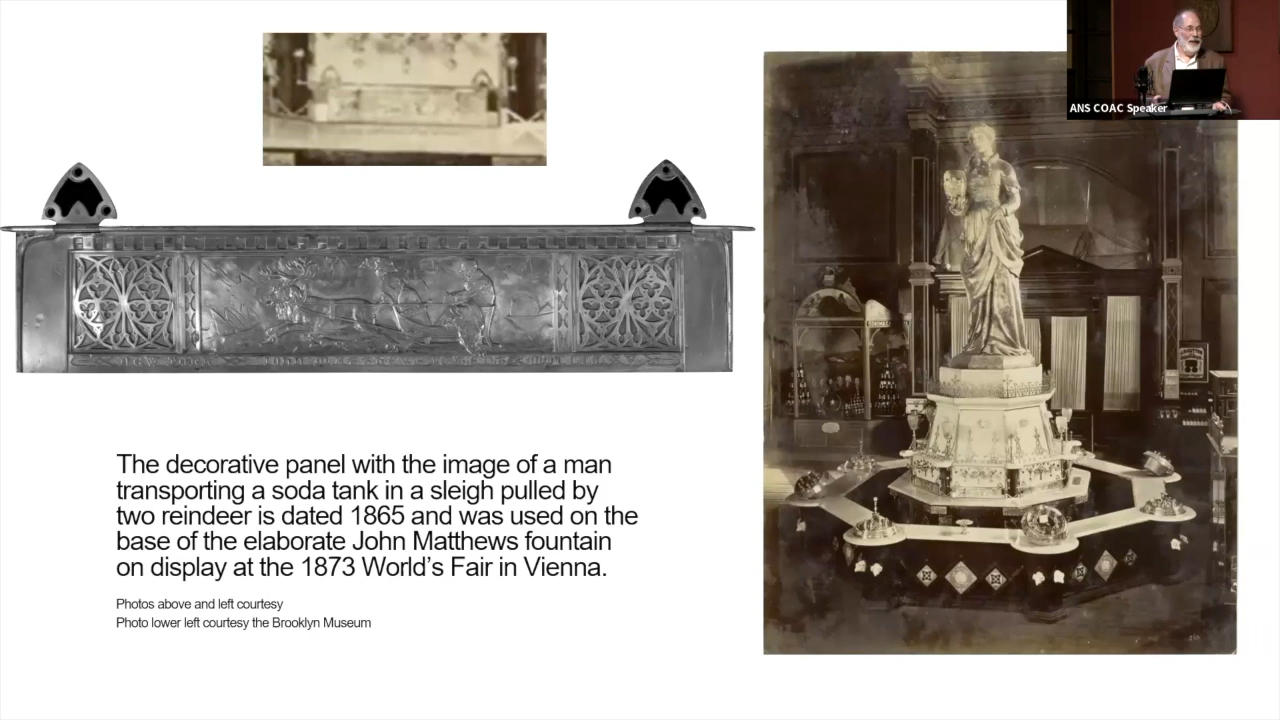 ANS COAC Speaker
The decorative panel with the image of a man
transporting a soda tank in a sleigh pulled by
two reindeer is dated 1865 and was used on the
base of the elaborate John Matthews fountain
on display at the 1873 World’s Fair in Vienna.
Photos above and left courtesy
Photo lower left courtesy the Brooklyn Museum